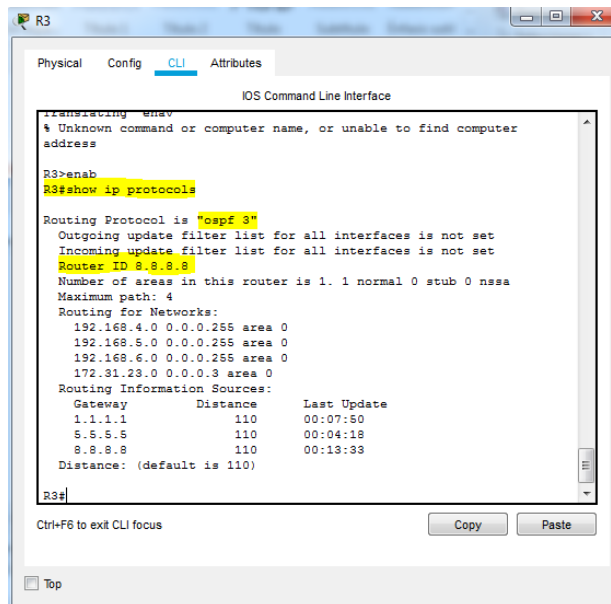 R3
Physical Config CLI Attributes
IOS Command Line Interface
% Unknown command or computer name, or unable to find computer
address
R3>enab
R3#show ip protocols
Routing Protocol is "ospf 3"
Outgoing update filter list for all interfaces is not set
Incoming update filter list for all interfaces is not set
Router ID 8.8.8.8
Number of areas in this router is 1. 1 normal 0 stub 0 nssa
Maximum path: 4
Routing for Networks:
192.168.4.0 0.0.0.255 area 0
192.168.5.0 0.0.0.255 area 0
192.168.6.0 0.0.0.255 area 0
172.31.23.0 0.0.0.3 area 0
Routing Information Sources:
Gateway Distance Last Update
1.1.1.1 110 00:07:50
5.5.5.5 110 00:04:18
8.8.8.8 110 00:13:33
Distance: (default is 110)
R3#
Ctrl+F6 to exit CLI focus
Copy Paste
Top